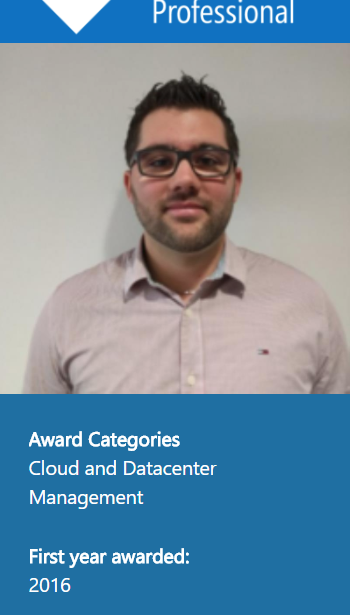 Professional
Award Categories
Cloud and Datacenter
Management
First year awarded:
2016